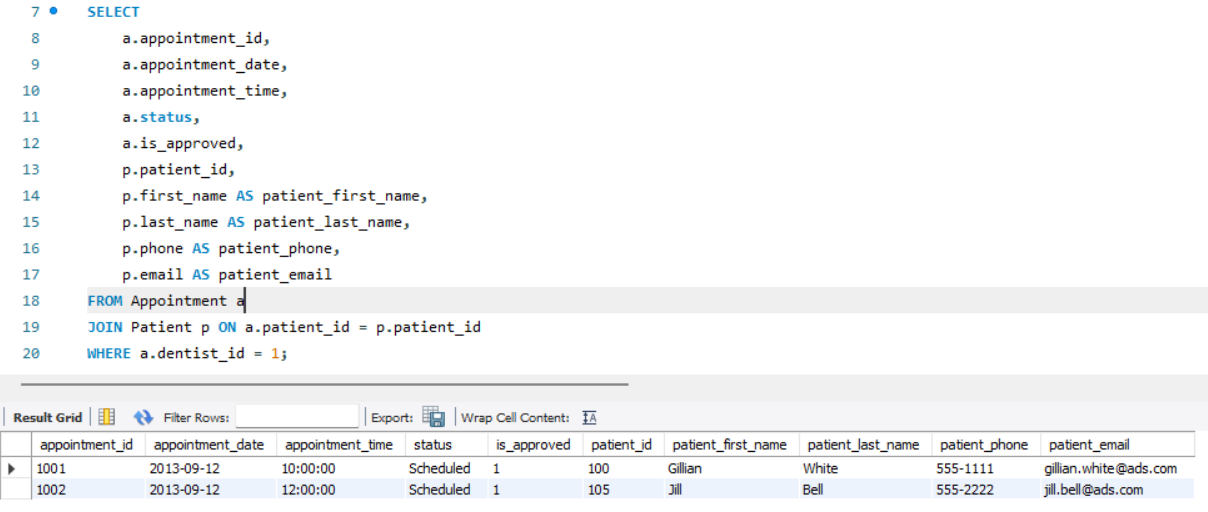 7 SELECT
8 a.appointment_id,
9 a.appointment_date,
10 a.appointment_time,
11 a.status,
12 a.is_approved,
13 p.patient_id,
14 p.first_name AS patient_first_name,
15 p.last_name AS patient_last_name,
16 p.phone AS patient_phone,
17 p.email AS patient_email
18 FROM Appointment a
19 JOIN Patient p ON a.patient_id = p.patient_id
20 WHERE a.dentist_id = 1;
Result Grid Filter Rows: Export: Wrap Cell Content: IA
appointment_id appointment_date appointment_time status is_approved patient_id patient_first_name patient_last_name patient_phone patient_email
1001 2013-09-12 10:00:00 Scheduled 1 100 Gillian White 555-1111 gillian.white@ads.com
1002 2013-09-12 12:00:00 Scheduled 1 105 Jill Bell 555-2222 jill.bell@ads.com